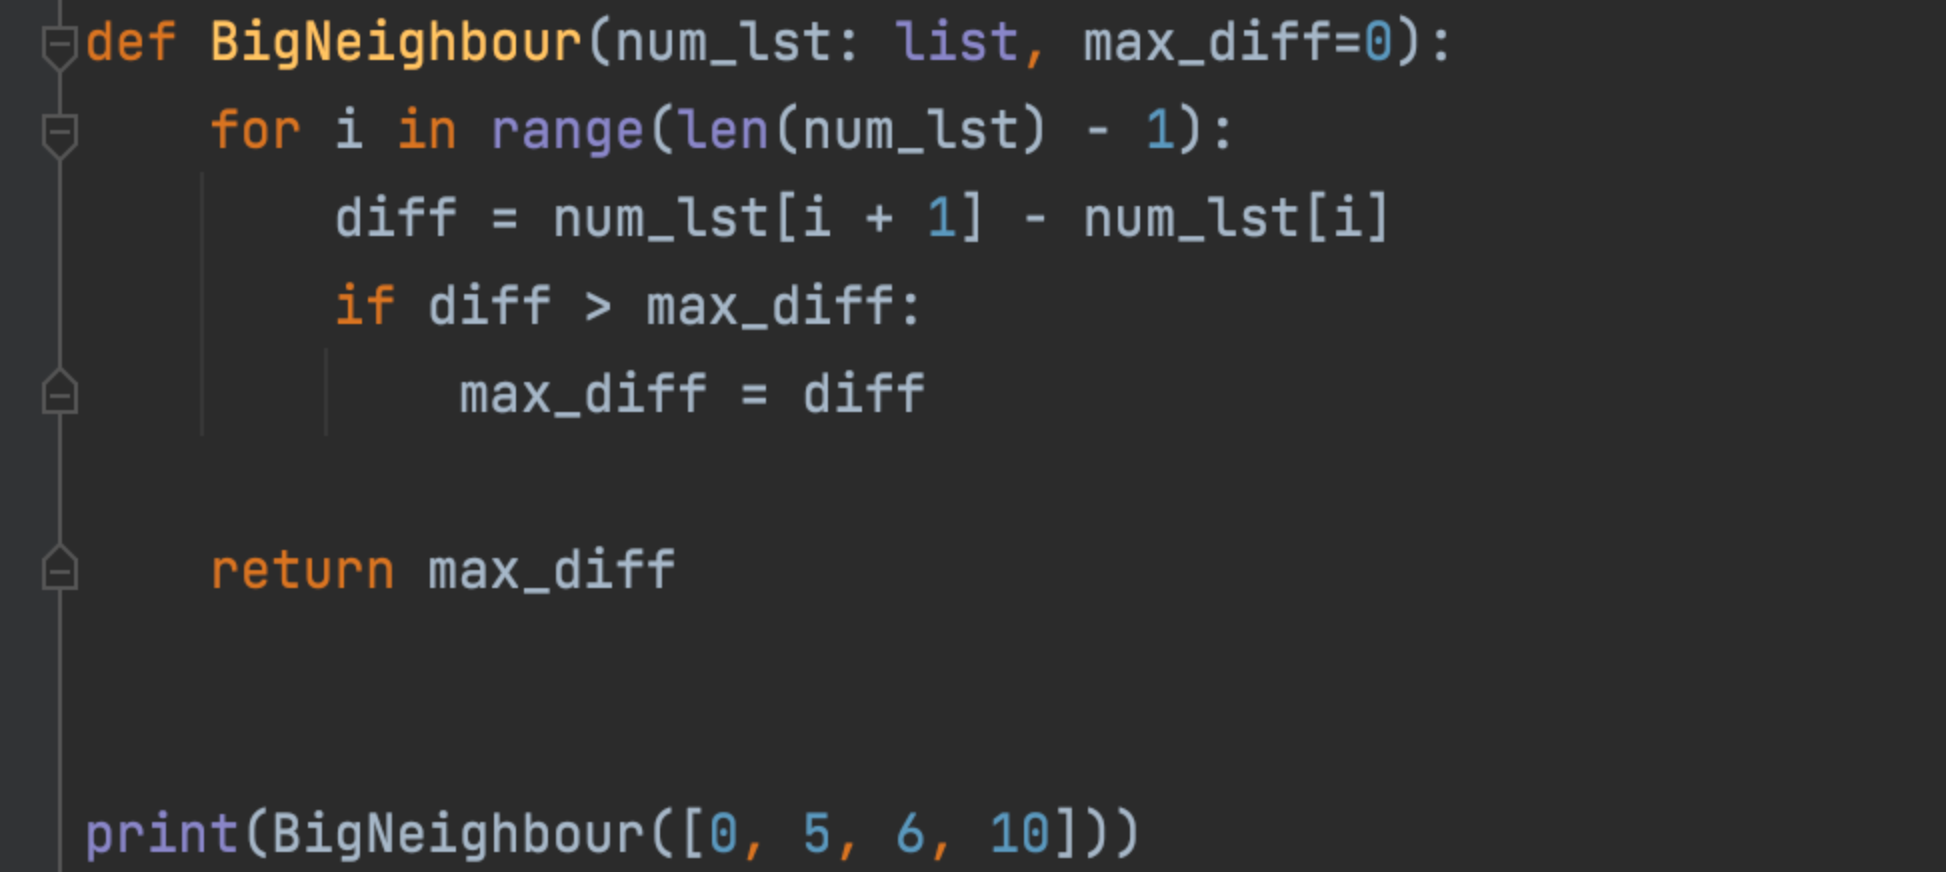 def BigNeighbour(num_lst: list, max_diff=0):
    for i in range(len(num_lst) - 1):
        diff = num_lst[i + 1] - num_lst[i]
        if diff > max_diff:
            max_diff = diff
    return max_diff
print(BigNeighbour([0, 5, 6, 10]))